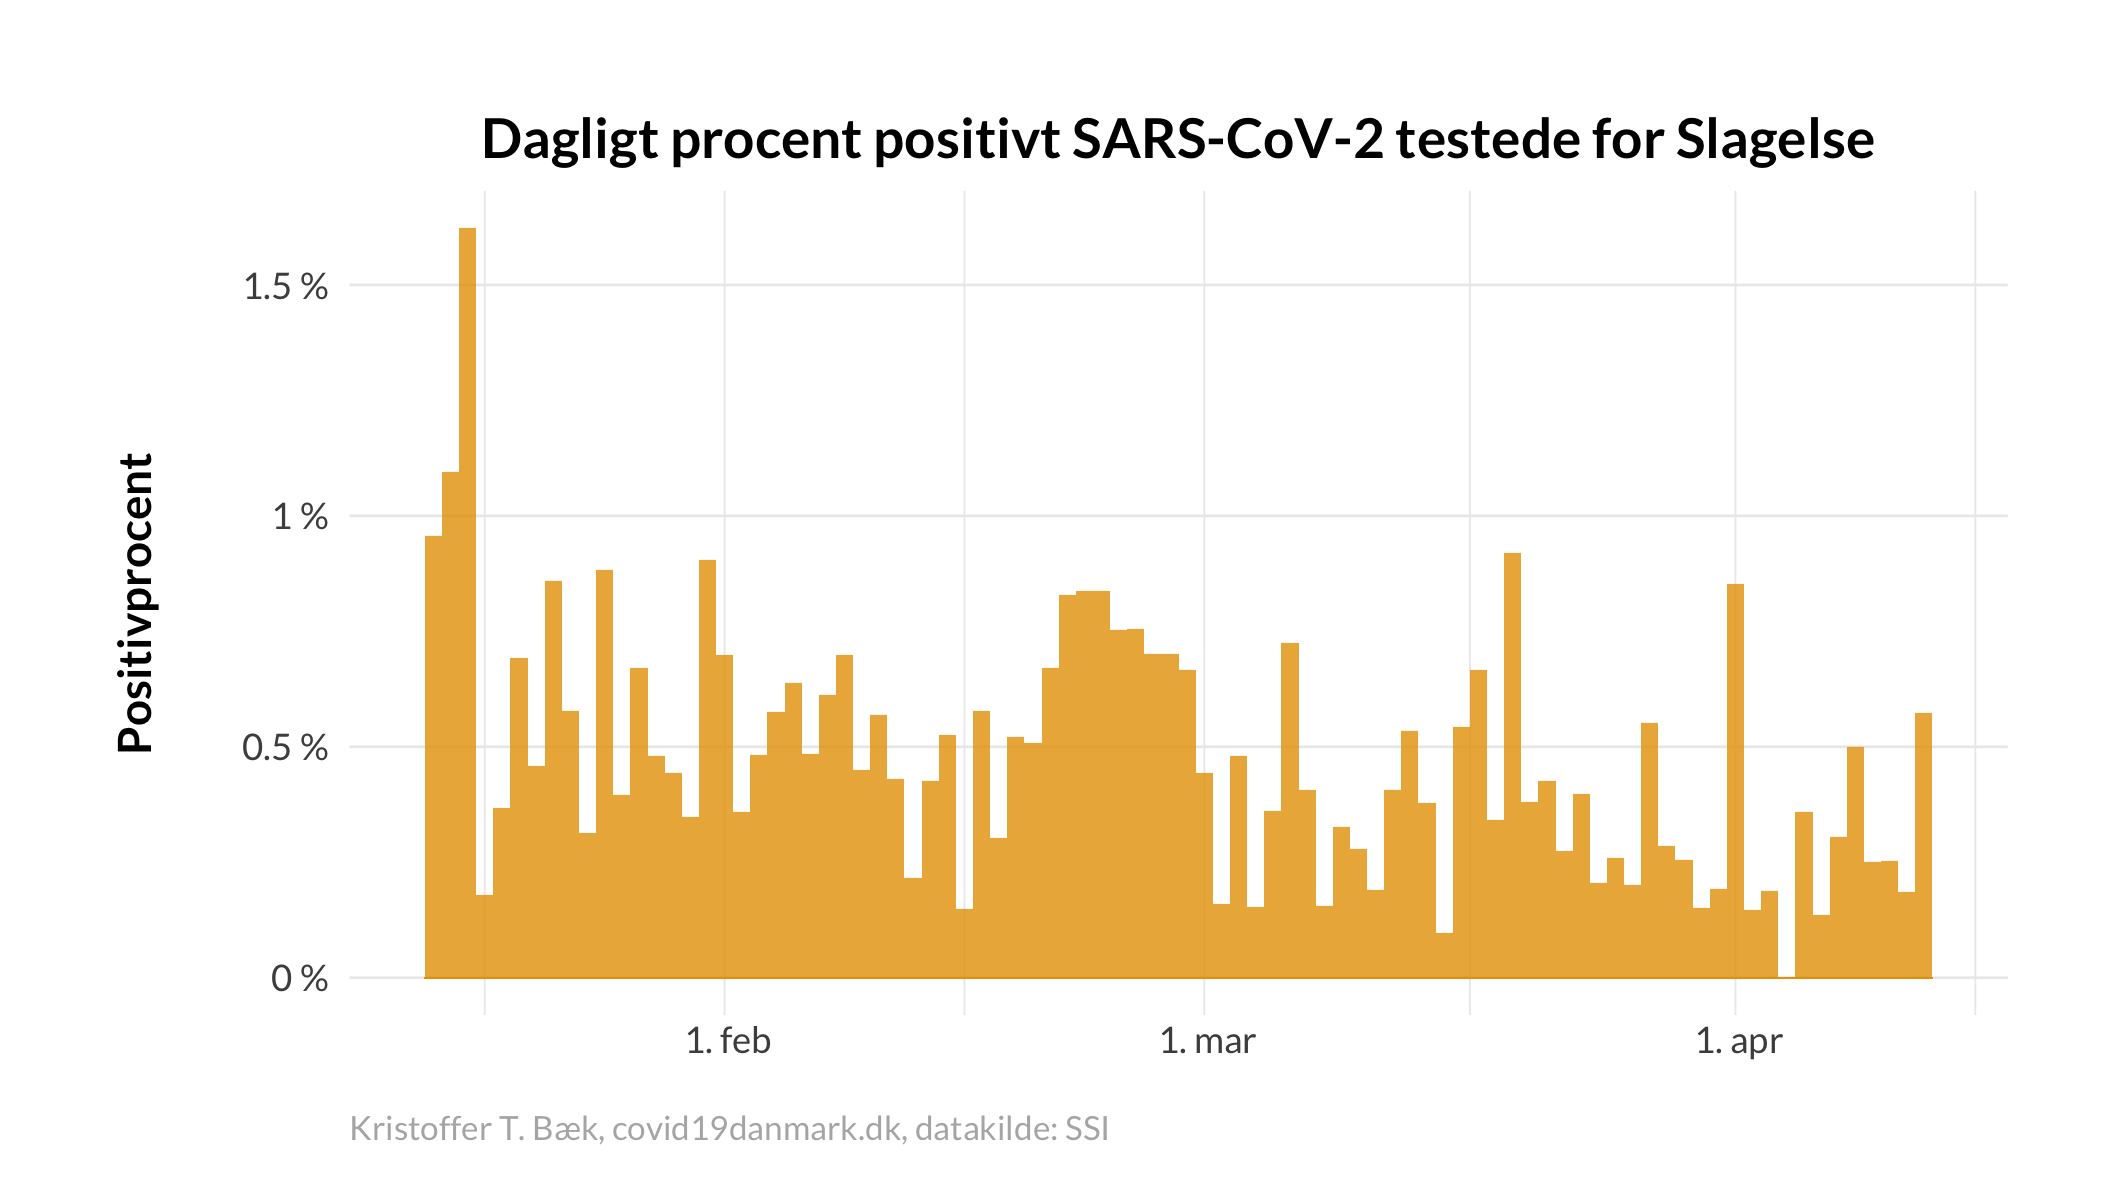 Dagligt procent positivt SARS-CoV-2 testede for Slagelse
Positivprocent
1.5 %
1 %
0.5 %
0 %
1. feb
1. mar
1. apr
Kristoffer T. Bæk, covid19danmark.dk, datakilde: SSI